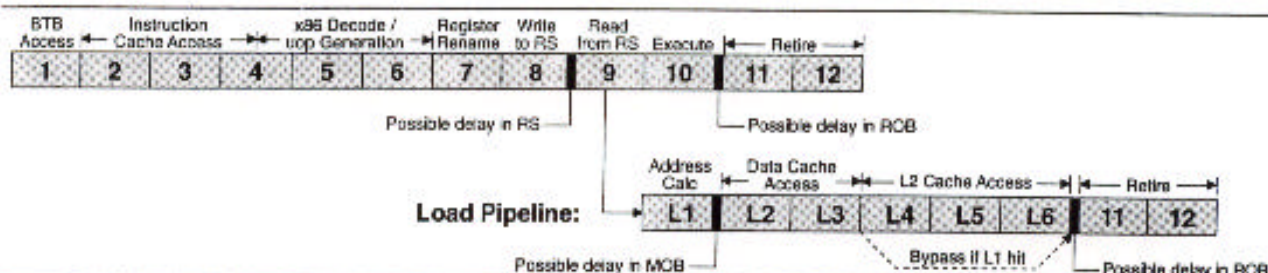 BTB Access
Instruction Cache Access
x86 Decode / uop Generation
Register Rename
Write to RS
Read from RS
Execute
Retire
1 2 3 4 5 6 7 8 9 10 11 12
Possible delay in RS
Possible delay in ROB
Address Calc
Data Cache Access
L2 Cache Access
Retire
Load Pipeline:
L1 L2 L3 L4 L5 L6 11 12
Bypass if L1 hit
Possible delay in MOB
Possible delay in ROB